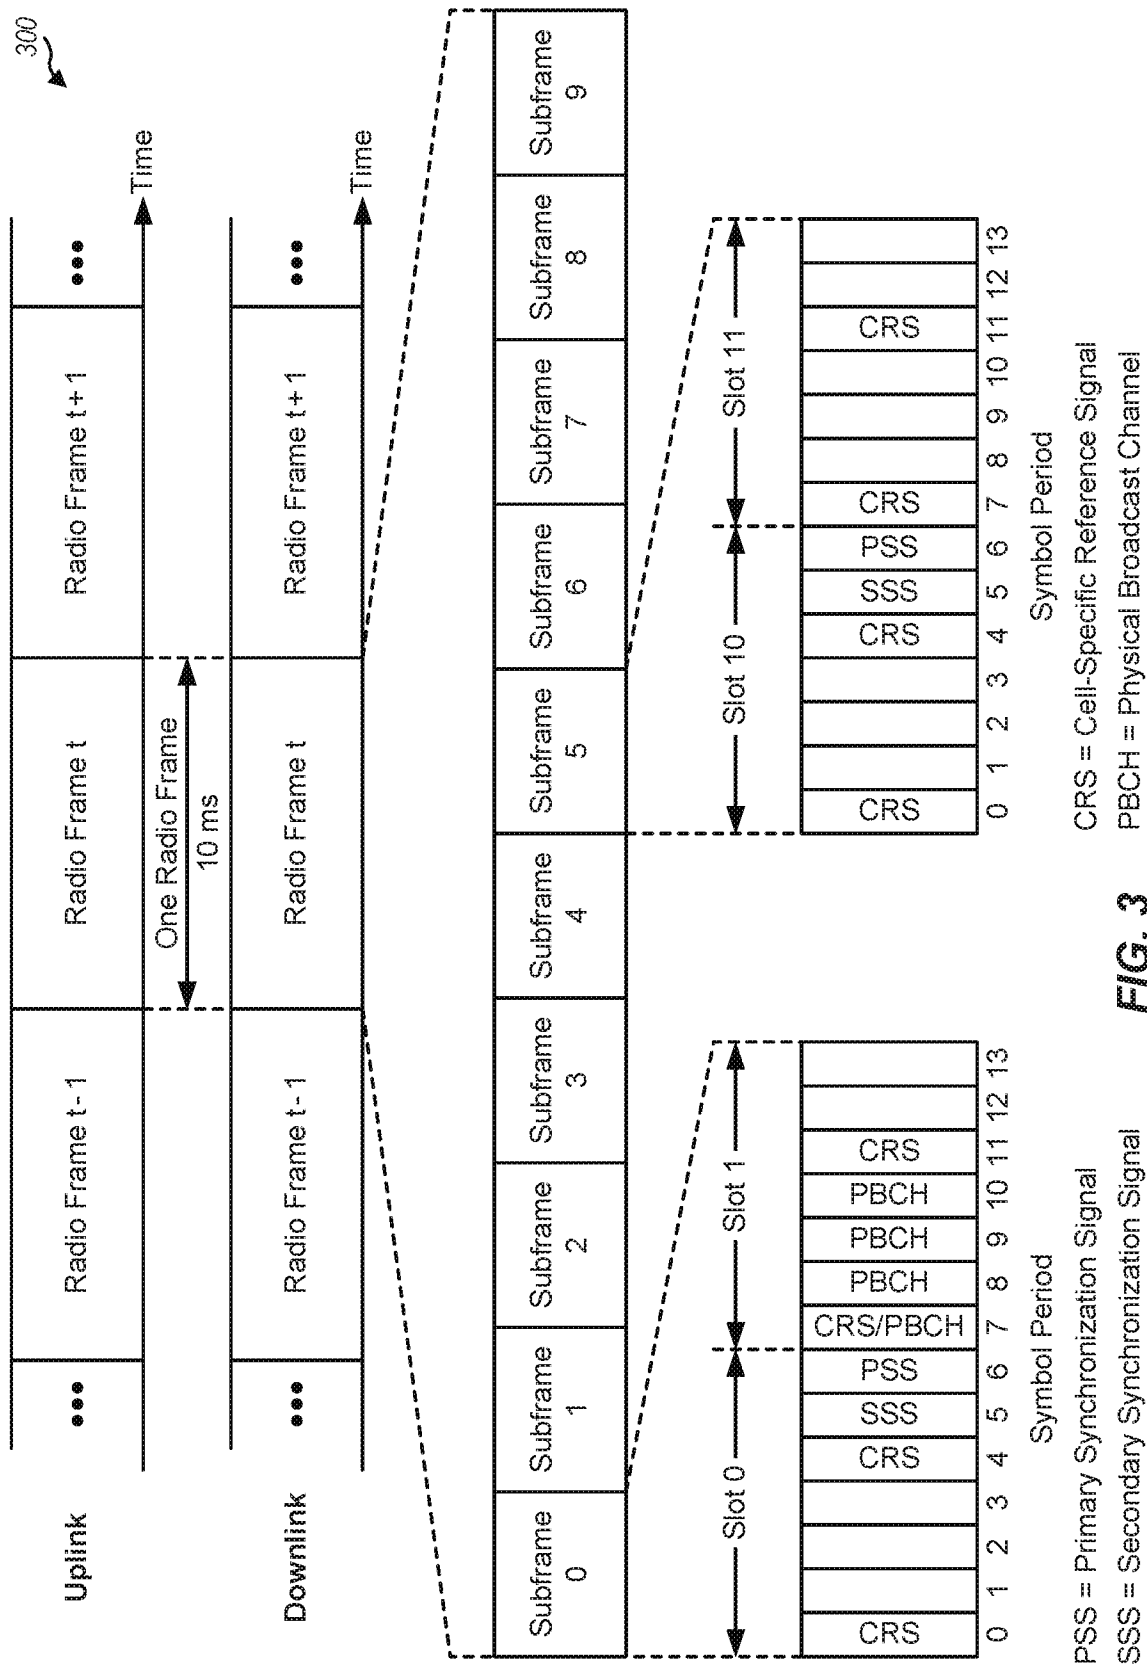 300
Uplink
••• Radio Frame t - 1 Radio Frame t Radio Frame t + 1 •••
Time
One Radio Frame
10 ms
Downlink
••• Radio Frame t - 1 Radio Frame t Radio Frame t + 1 •••
Time
Subframe 0 Subframe 1 Subframe 2 Subframe 3 Subframe 4 Subframe 5 Subframe 6 Subframe 7 Subframe 8 Subframe 9
Slot 0 Slot 1
CRS CRS SSS PSS CRS/PBCH PBCH PBCH PBCH CRS
0 1 2 3 4 5 6 7 8 9 10 11 12 13
Symbol Period
Slot 10 Slot 11
CRS CRS SSS PSS CRS CRS
0 1 2 3 4 5 6 7 8 9 10 11 12 13
Symbol Period
PSS = Primary Synchronization Signal
SSS = Secondary Synchronization Signal
CRS = Cell-Specific Reference Signal
PBCH = Physical Broadcast Channel
FIG. 3